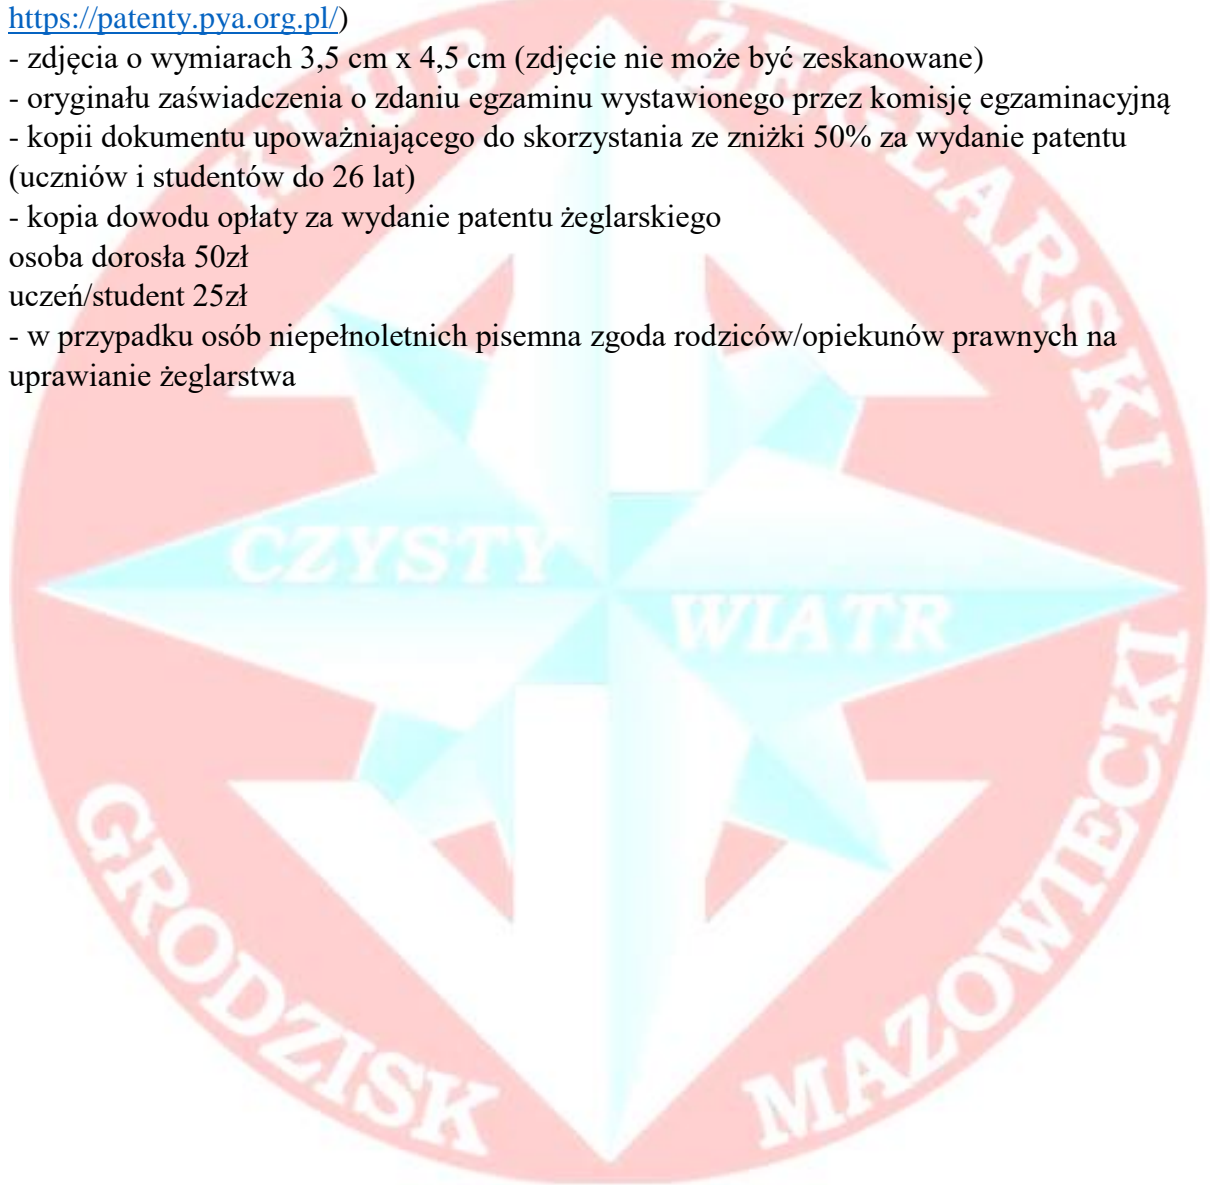 https://patenty.pya.org.pl/)
- zdjęcia o wymiarach 3,5 cm x 4,5 cm (zdjęcie nie może być zeskanowane)
- oryginału zaświadczenia o zdaniu egzaminu wystawionego przez komisję egzaminacyjną
- kopii dokumentu upoważniającego do skorzystania ze zniżki 50% za wydanie patentu
(uczniów i studentów do 26 lat)
- kopia dowodu opłaty za wydanie patentu żeglarskiego
osoba dorosła 50zł
uczeń/student 25zł
- w przypadku osób niepełnoletnich pisemna zgoda rodziców/opiekunów prawnych na
uprawianie żeglarstwa
KLUB ŻEGLARSKI
CZYSTY
WIATR
GRODZISK MAZOWIECKI